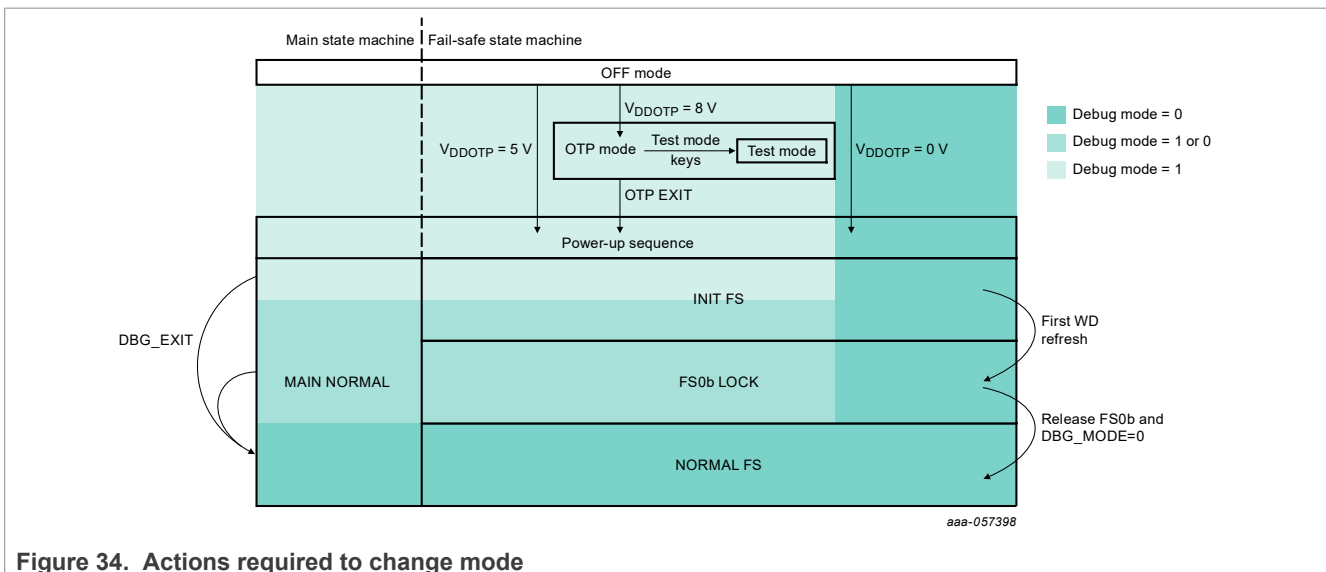 Main state machine
Fail-safe state machine
OFF mode
VDDOTP = 5 V
VDDOTP = 8 V
OTP mode
Test mode
keys
Test mode
VDDOTP = 0 V
Debug mode = 0
Debug mode = 1 or 0
Debug mode = 1
OTP EXIT
Power-up sequence
INIT FS
First WD
refresh
DBG_EXIT
MAIN NORMAL
FS0b LOCK
Release FS0b and
DBG_MODE=0
NORMAL FS
aaa-057398
Figure 34. Actions required to change mode